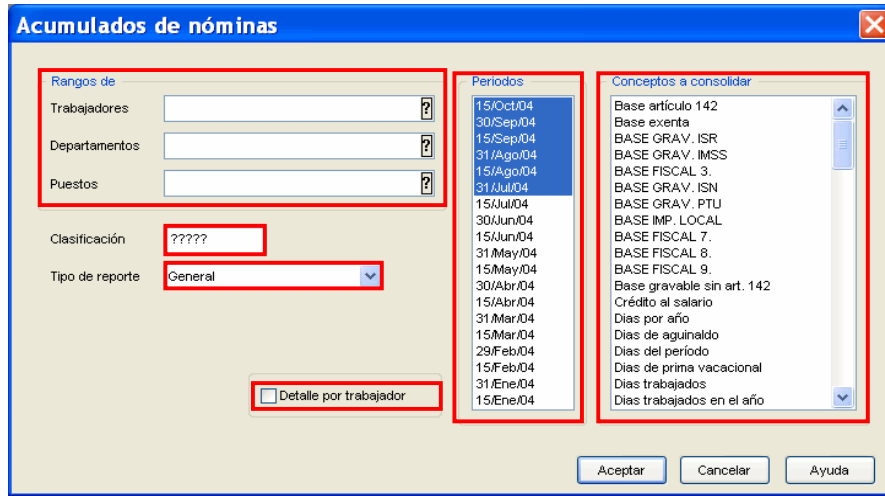 Acumulados de nóminas
Rangos de
Trabajadores
?
Departamentos
?
Puestos
?
Clasificación
?????
Tipo de reporte
General
Detalle por trabajador
Periodos
15/Oct/04
30/Sep/04
15/Sep/04
31/Ago/04
15/Ago/04
31/Jul/04
15/Jul/04
30/Jun/04
15/Jun/04
31/May/04
15/May/04
30/Abr/04
15/Abr/04
31/Mar/04
15/Mar/04
29/Feb/04
15/Feb/04
31/Ene/04
15/Ene/04
Conceptos a consolidar
Base artículo 142
Base exenta
BASE GRAV. ISR
BASE GRAV. IMSS
BASE FISCAL 3.
BASE GRAV. ISN
BASE GRAV. PTU
BASE IMP. LOCAL
BASE FISCAL 7.
BASE FISCAL 8.
BASE FISCAL 9.
Base gravable sin art. 142
Crédito al salario
Dias por año
Dias de aguinaldo
Dias del período
Dias de prima vacacional
Dias trabajados
Dias trabajados en el año
Aceptar
Cancelar
Ayuda